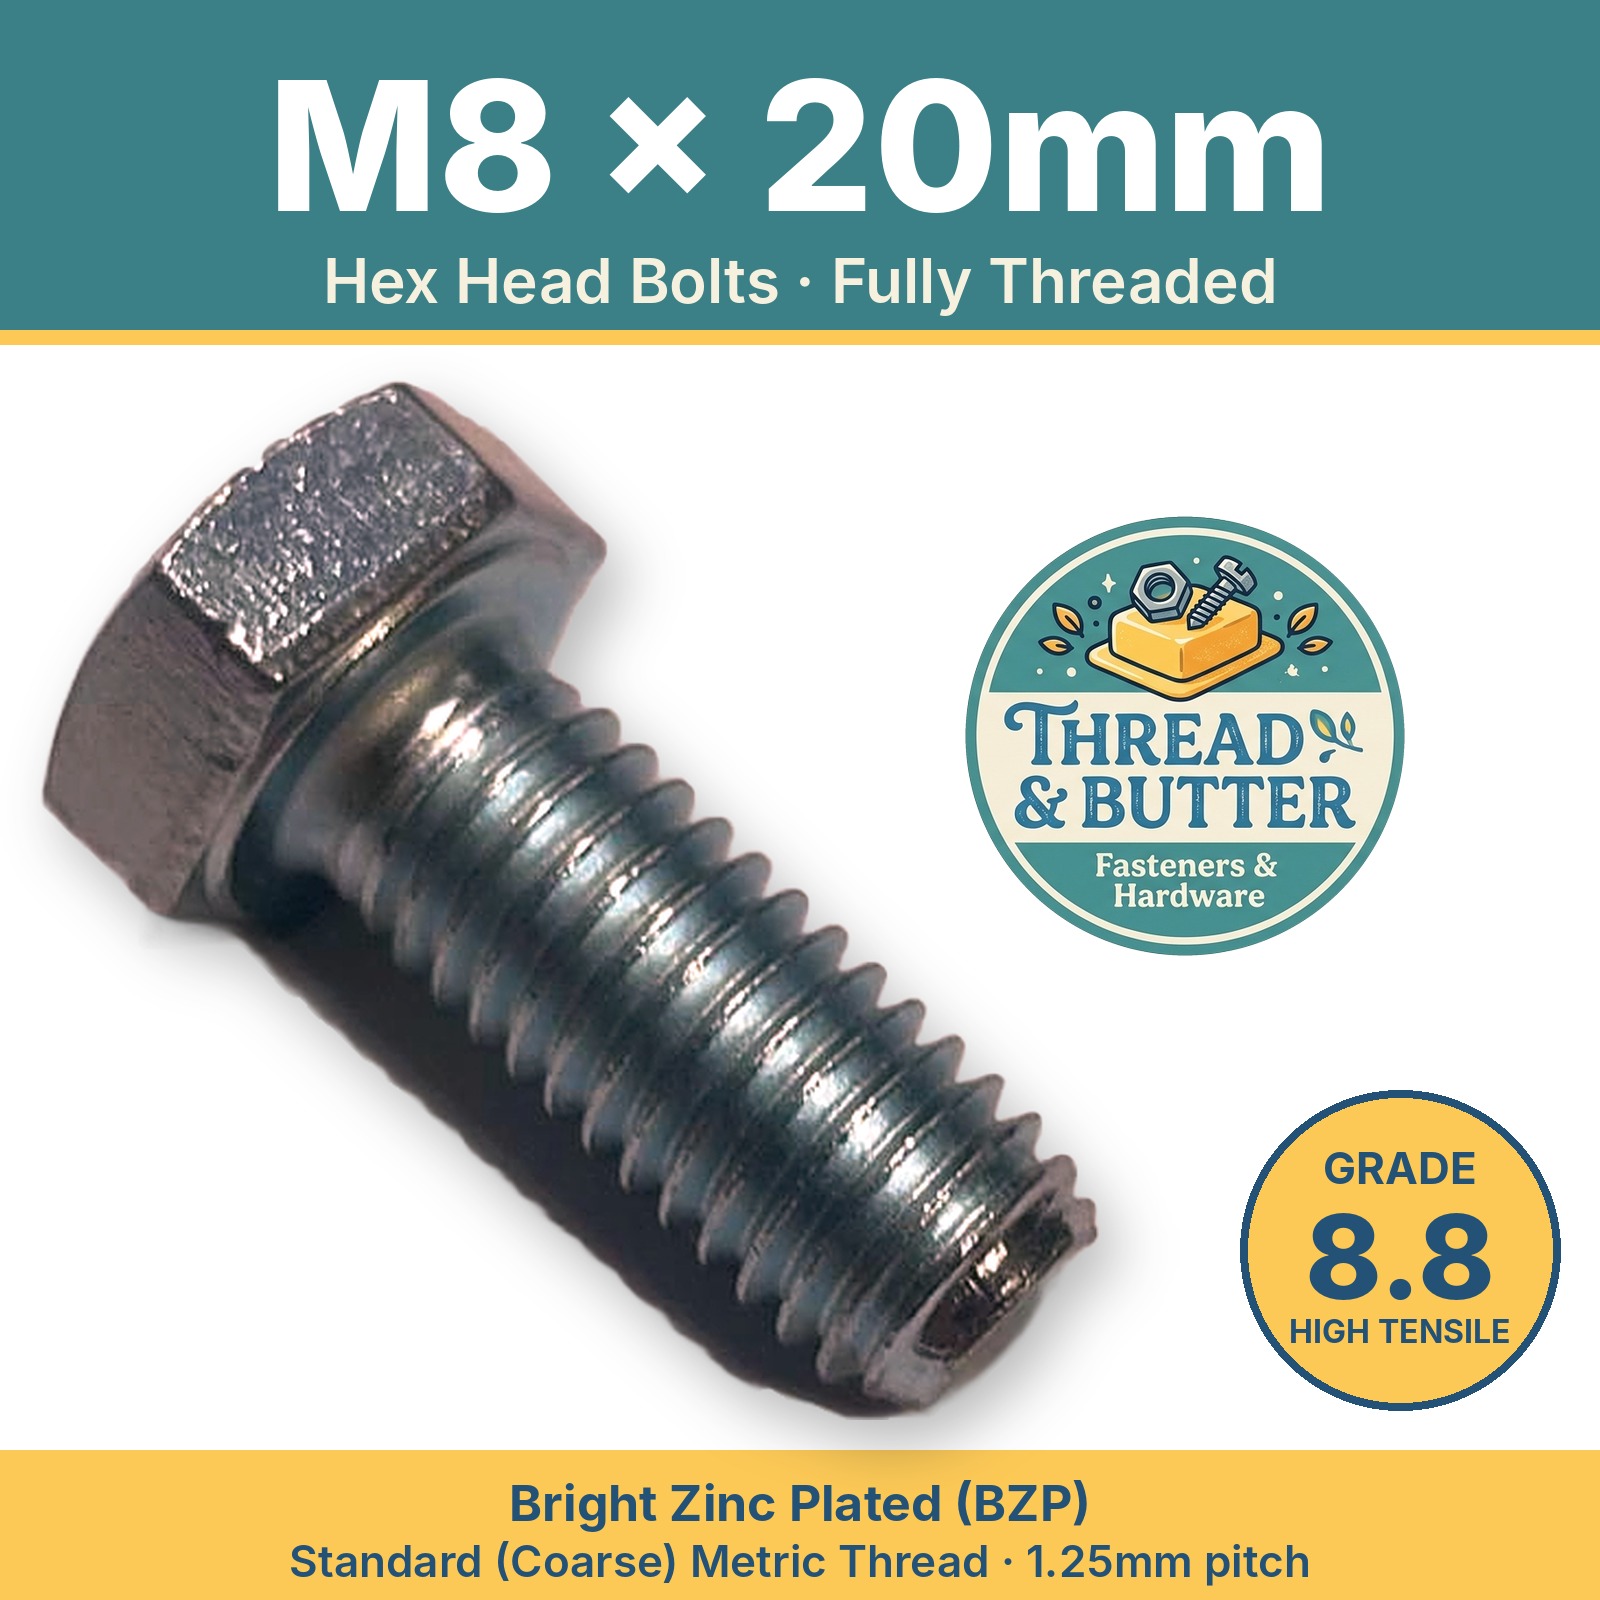 M8 × 20mm
Hex Head Bolts · Fully Threaded
THREAD
& BUTTER
Fasteners &
Hardware
GRADE
8.8
HIGH TENSILE
Bright Zinc Plated (BZP)
Standard (Coarse) Metric Thread · 1.25mm pitch